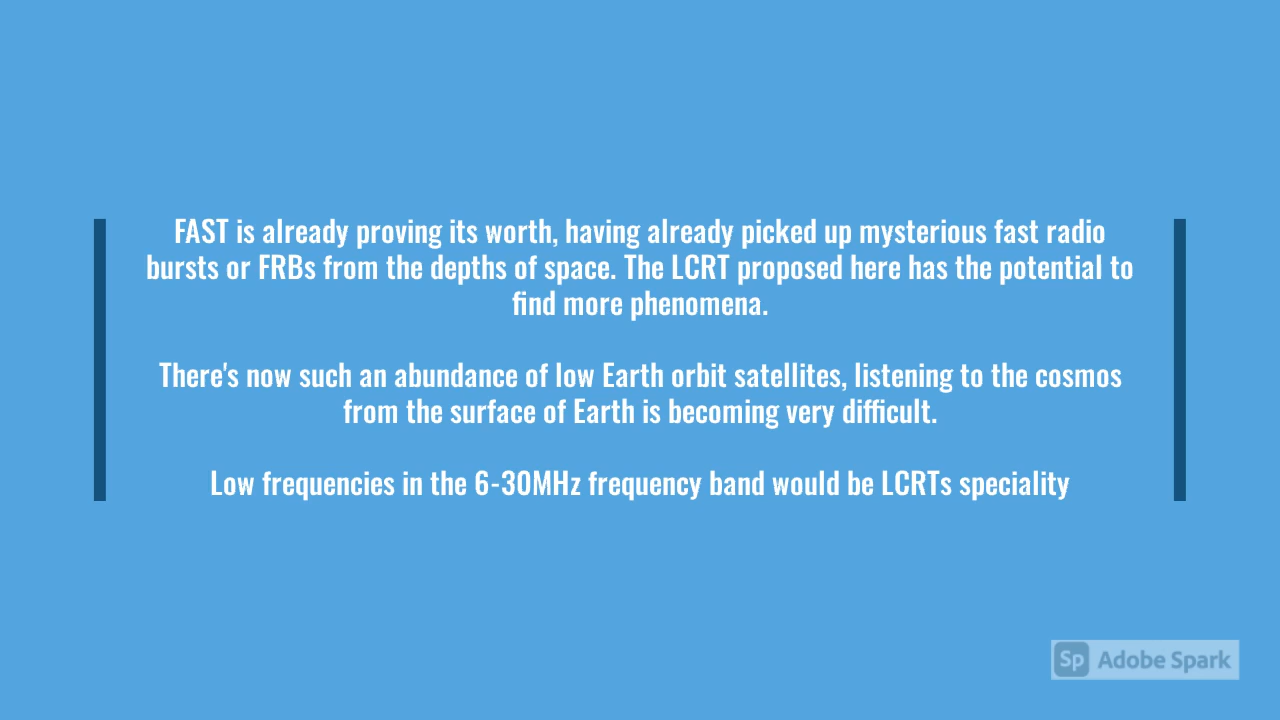 FAST is already proving its worth, having already picked up mysterious fast radio
bursts or FRBs from the depths of space. The LCRT proposed here has the potential to
find more phenomena.
There's now such an abundance of low Earth orbit satellites, listening to the cosmos
from the surface of Earth is becoming very difficult.
Low frequencies in the 6-30MHz frequency band would be LCRTs speciality
Sp Adobe Spark